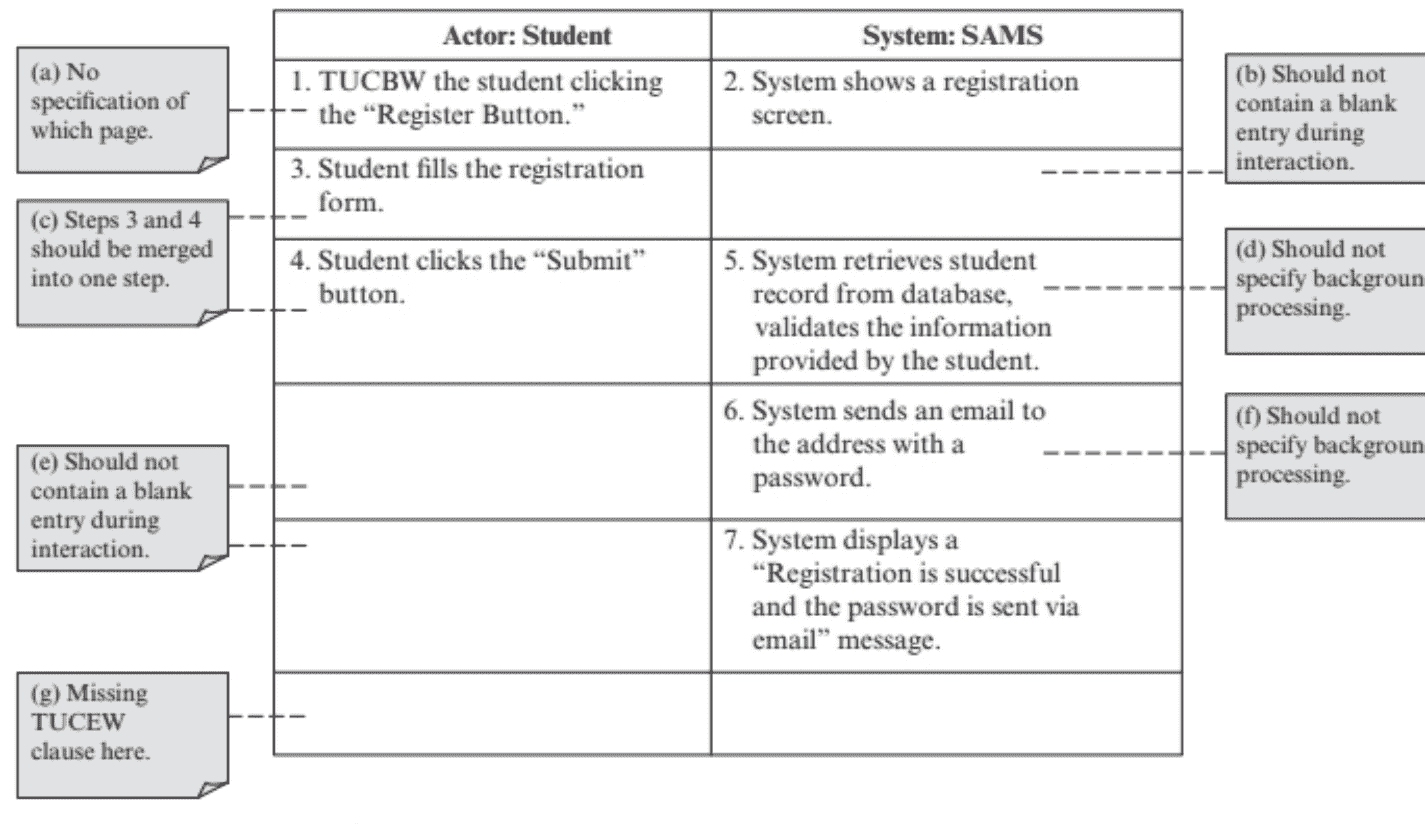 Actor: Student
System: SAMS
(a) No
specification of
which page.
1. TUCBW the student clicking
the “Register Button.”
2. System shows a registration
screen.
(b) Should not
contain a blank
entry during
interaction.
3. Student fills the registration
form.
(c) Steps 3 and 4
should be merged
into one step.
4. Student clicks the “Submit”
button.
5. System retrieves student
record from database,
validates the information
provided by the student.
(d) Should not
specify backgroun
processing.
6. System sends an email to
the address with a
password.
(e) Should not
contain a blank
entry during
interaction.
(f) Should not
specify backgroun
processing.
7. System displays a
“Registration is successful
and the password is sent via
email” message.
(g) Missing
TUCEW
clause here.